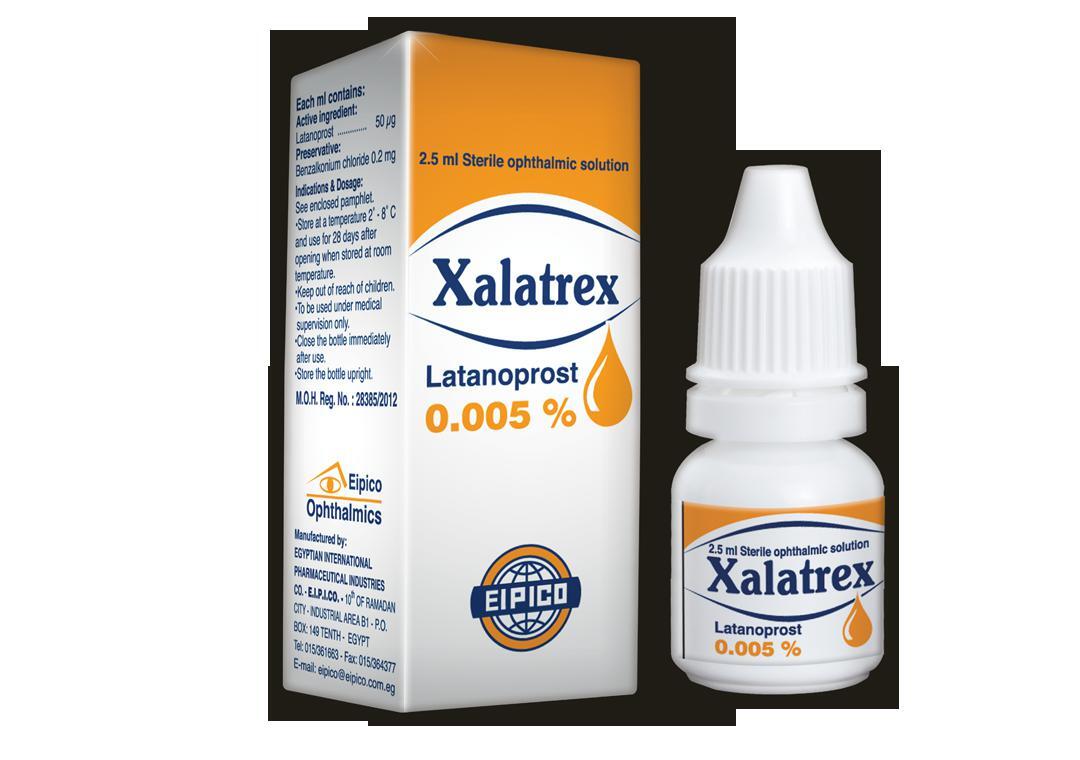 Each ml contains:
Active ingredient:
Latanoprost .............. 50 µg
Preservative:
Benzalkonium chloride 0.2 mg
Indications & Dosage:
See enclosed pamphlet.
•Store at a temperature 2° - 8° C
and use for 28 days after
opening when stored at room
temperature.
•Keep out of reach of children.
•To be used under medical
supervision only.
•Close the bottle immediately
after use.
•Store the bottle upright.
M.O.H. Reg. No. : 28385/2012
Eipico
Ophthalmics
Manufactured by:
EGYPTIAN INTERNATIONAL
PHARMACEUTICAL INDUSTRIES
CO. - E.I.P.I.CO. - 10th OF RAMADAN
CITY - INDUSTRIAL AREA B1 - P.O.
BOX: 149 TENTH - EGYPT
Tel: 015/361663 - Fax: 015/364377
E-mail: eipico@eipico.com.eg
2.5 ml Sterile ophthalmic solution
Xalatrex
Latanoprost
0.005 %
EIPICO
2.5 ml Sterile ophthalmic solution
Xalatrex
Latanoprost
0.005 %